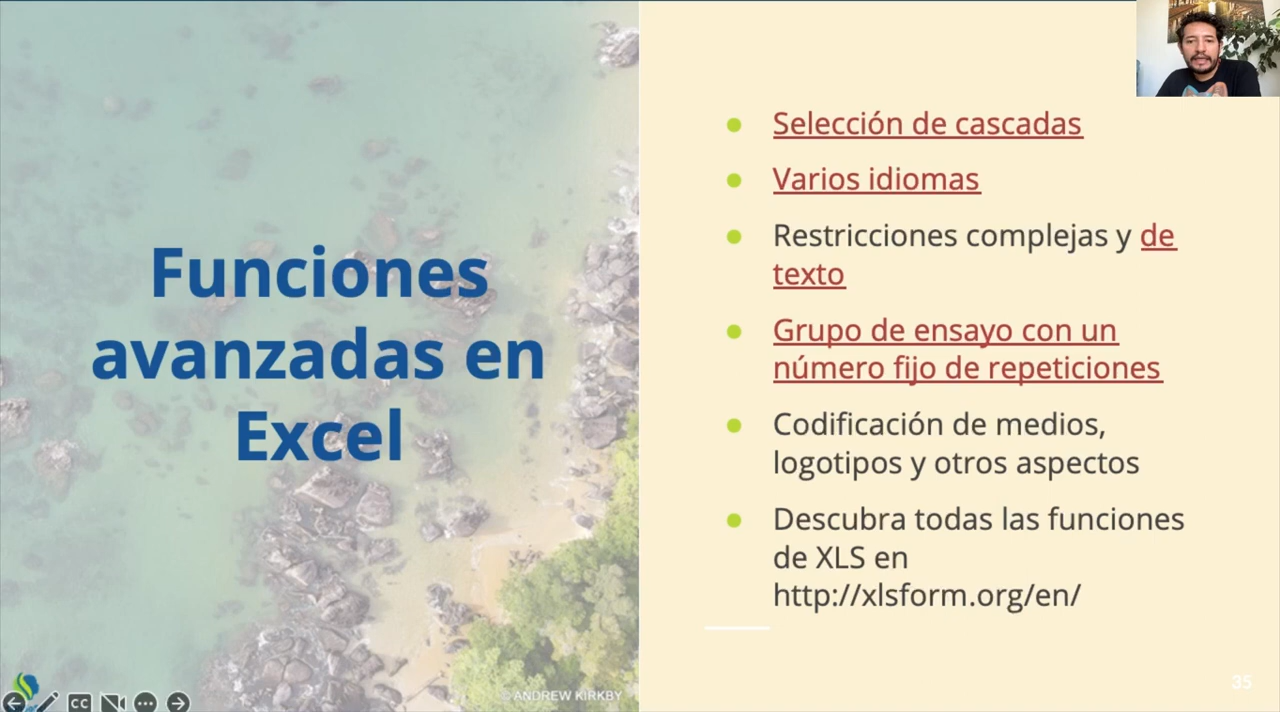 Funciones
avanzadas en
Excel
Selección de cascadas
Varios idiomas
Restricciones complejas y de
texto
Grupo de ensayo con un
número fijo de repeticiones
Codificación de medios,
logotipos y otros aspectos
Descubra todas las funciones
de XLS en
http://xlsform.org/en/
© ANDREW KIRKBY
35
CC